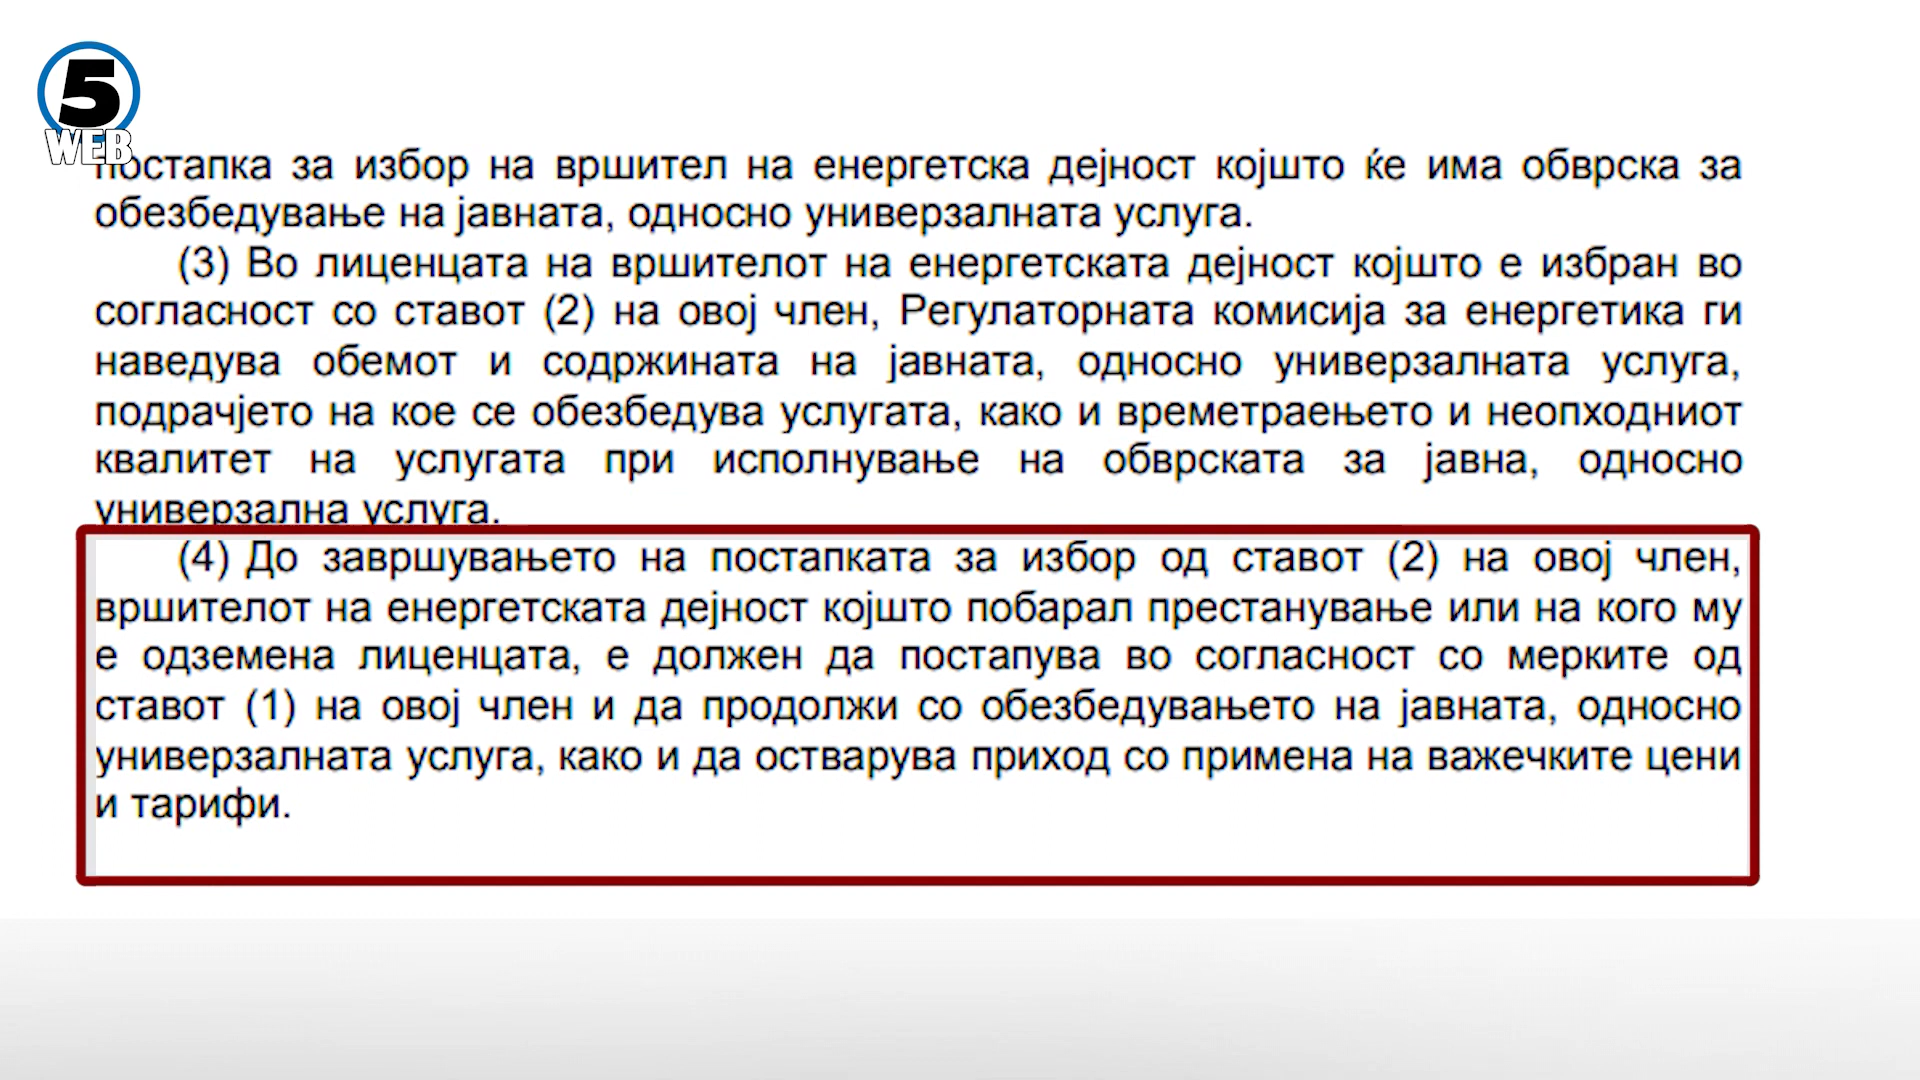 5
WEB
постапка за избор на вршител на енергетска дејност којшто ќе има обврска за
обезбедување на јавната, односно универзалната услуга.
(3) Во лиценцата на вршителот на енергетската дејност којшто е избран во
согласност со ставот (2) на овој член, Регулаторната комисија за енергетика ги
наведува обемот и содржината на јавната, односно универзалната услуга,
подрачјето на кое се обезбедува услугата, како и времетраењето и неопходниот
квалитет на услугата при исполнување на обврската за јавна, односно
универзална услуга.
(4) До завршувањето на постапката за избор од ставот (2) на овој член,
вршителот на енергетската дејност којшто побарал престанување или на кого му
е одземена лиценцата, е должен да постапува во согласност со мерките од
ставот (1) на овој член и да продолжи со обезбедувањето на јавната, односно
универзалната услуга, како и да остварува приход со примена на важечките цени
и тарифи.